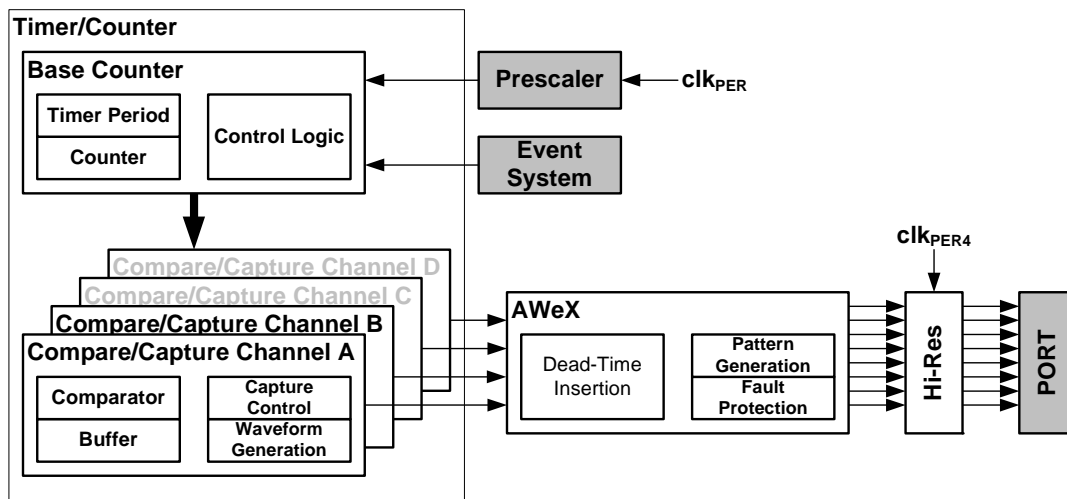 Timer/Counter
Base Counter
Timer Period
Counter
Control Logic
Prescaler
clkPER
Event
System
Compare/Capture Channel D
Compare/Capture Channel C
Compare/Capture Channel B
Compare/Capture Channel A
Comparator
Buffer
Capture
Control
Waveform
Generation
AWeX
Dead-Time
Insertion
Pattern
Generation
Fault
Protection
clkPER4
Hi-Res
PORT